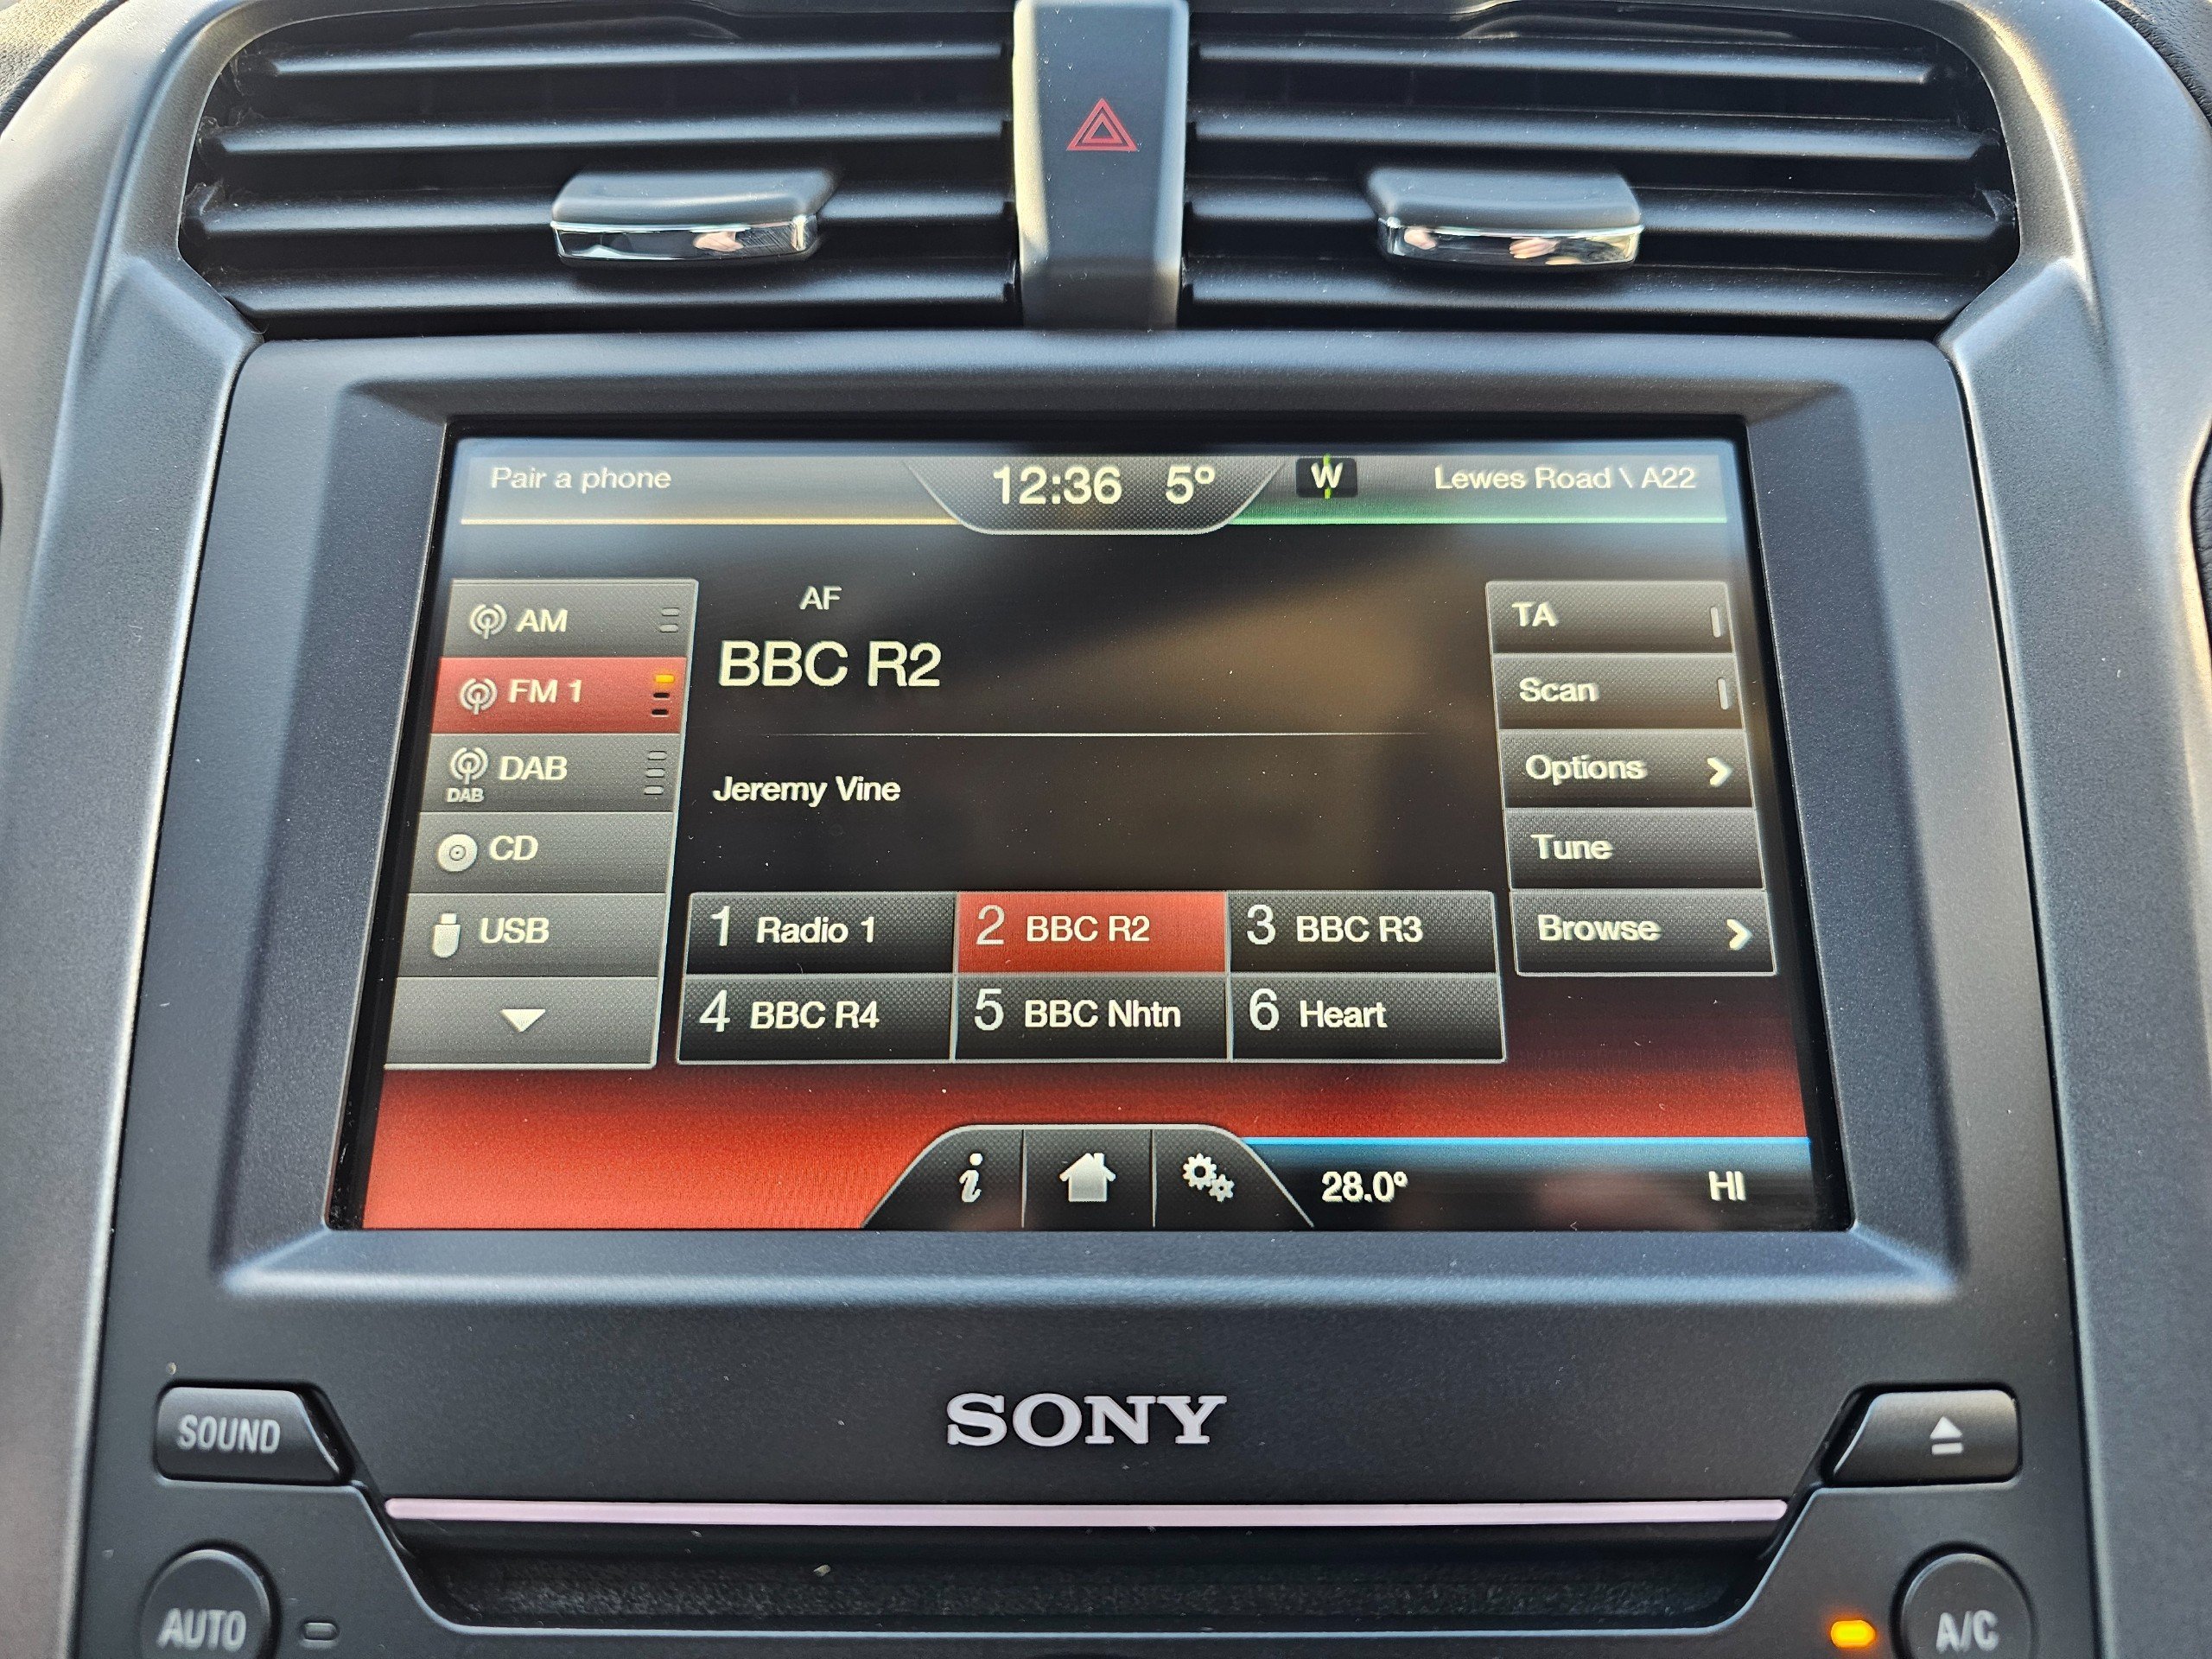 Pair a phone
12:36 5°
W
Lewes Road \ A22
AM
FM 1
DAB
DAB
CD
USB
AF
BBC R2
Jeremy Vine
TA
Scan
Options
Tune
Browse
1 Radio 1
2 BBC R2
3 BBC R3
4 BBC R4
5 BBC Nhtn
6 Heart
i
28.0°
HI
SOUND
SONY
AUTO
A/C